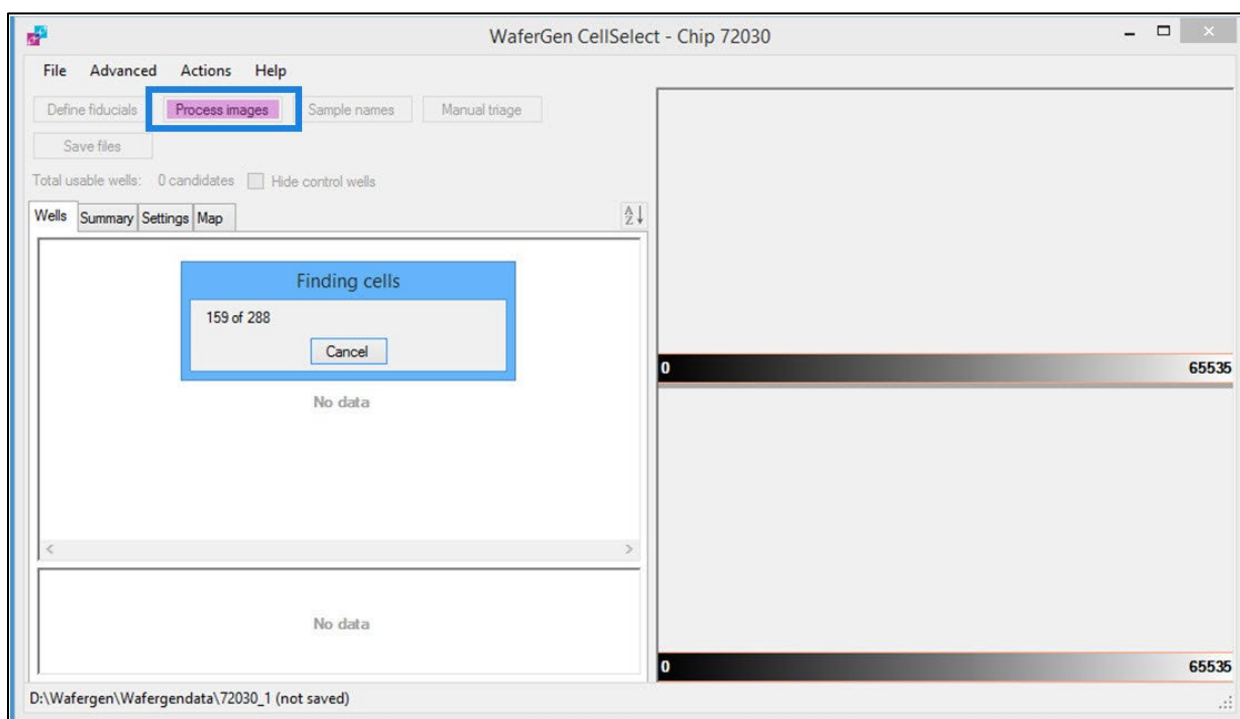 WaferGen CellSelect - Chip 72030
File Advanced Actions Help
Define fiducials Process images Sample names Manual triage
Save files
Total usable wells: 0 candidates Hide control wells
Wells Summary Settings Map
A
Z
Finding cells
159 of 288
Cancel
No data
0 65535
No data
0 65535
D:\Wafergen\Wafergendata\72030_1 (not saved)